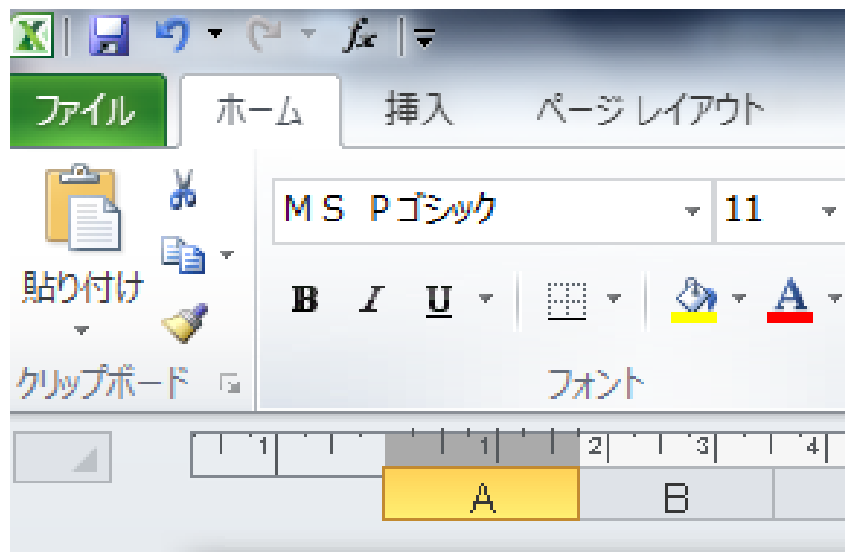 fx
ファイル ホーム 挿入 ページ レイアウト
MS Pゴシック 11
貼り付け
B I U A
クリップボード フォント
1 1 2 3 4
A B